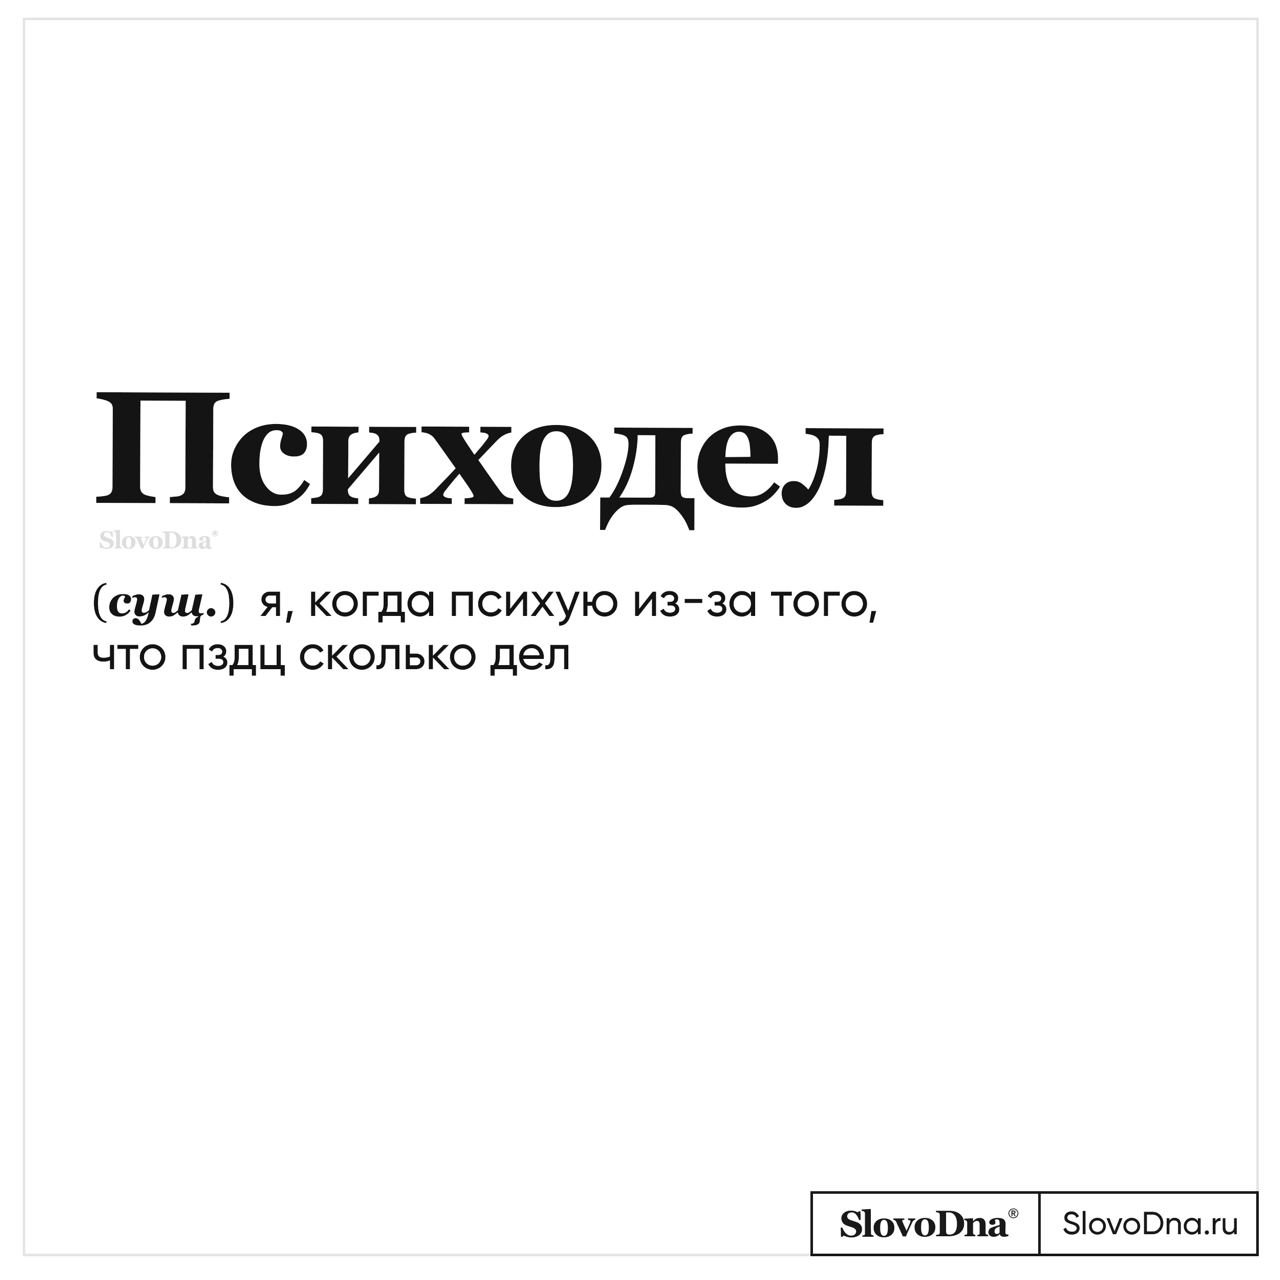 Психодел
SlovoDna®
(сущ.) я, когда психую из-за того,
что пздц сколько дел
SlovoDna® SlovoDna.ru